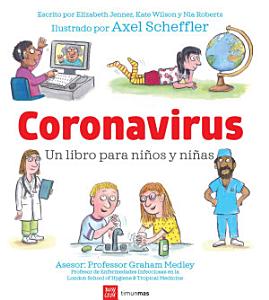 Escrito por Elizabeth Jenner, Kate Wilson y Nia Roberts
Ilustrado por Axel Scheffler
Coronavirus
Un libro para niños y niñas
Asesor: Professor Graham Medley
Profesor de Enfermedades Infecciosas en la
London School of Hygiene & Tropical Medicine
timunmas